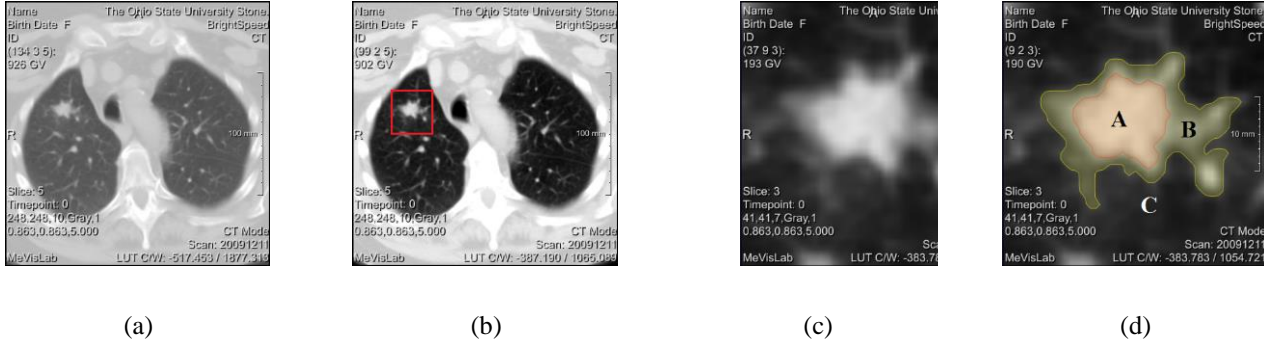 Name The Ohio State University Stone.
Birth Date F BrightSpeed
ID CT
(134 3 5):
926 GV
R
100 mm
Slice: 5
Timepoint: 0
248,248,10,Gray,1
0.863,0.863,5.000 CT Mode
Scan: 20091211
MeVisLab LUT C/W: -517.453 / 1877.318
(a)
Name The Ohio State University Stone.
Birth Date F BrightSpeed
ID CT
(99 2 5):
902 GV
R
100 mm
Slice: 5
Timepoint: 0
248,248,10,Gray,1
0.863,0.863,5.000 CT Mode
Scan: 20091211
MeVisLab LUT C/W: -387.190 / 1065.089
(b)
Name The Ohio State Uni
Birth Date F
ID
(37 9 3):
193 GV
R
Slice: 3
Timepoint: 0
41,41,7,Gray,1
0.863,0.863,5.000
Sca
MeVisLab LUT C/W: -383.78
(c)
Name The Ohio State University Stone.
Birth Date F BrightSpeed
ID CT
(9 2 3):
190 GV
A
B
R
10 mm
Slice: 3
C
Timepoint: 0
41,41,7,Gray,1
0.863,0.863,5.000 CT Mode
Scan: 20091211
MeVisLab LUT C/W: -383.783 / 1054.721
(d)